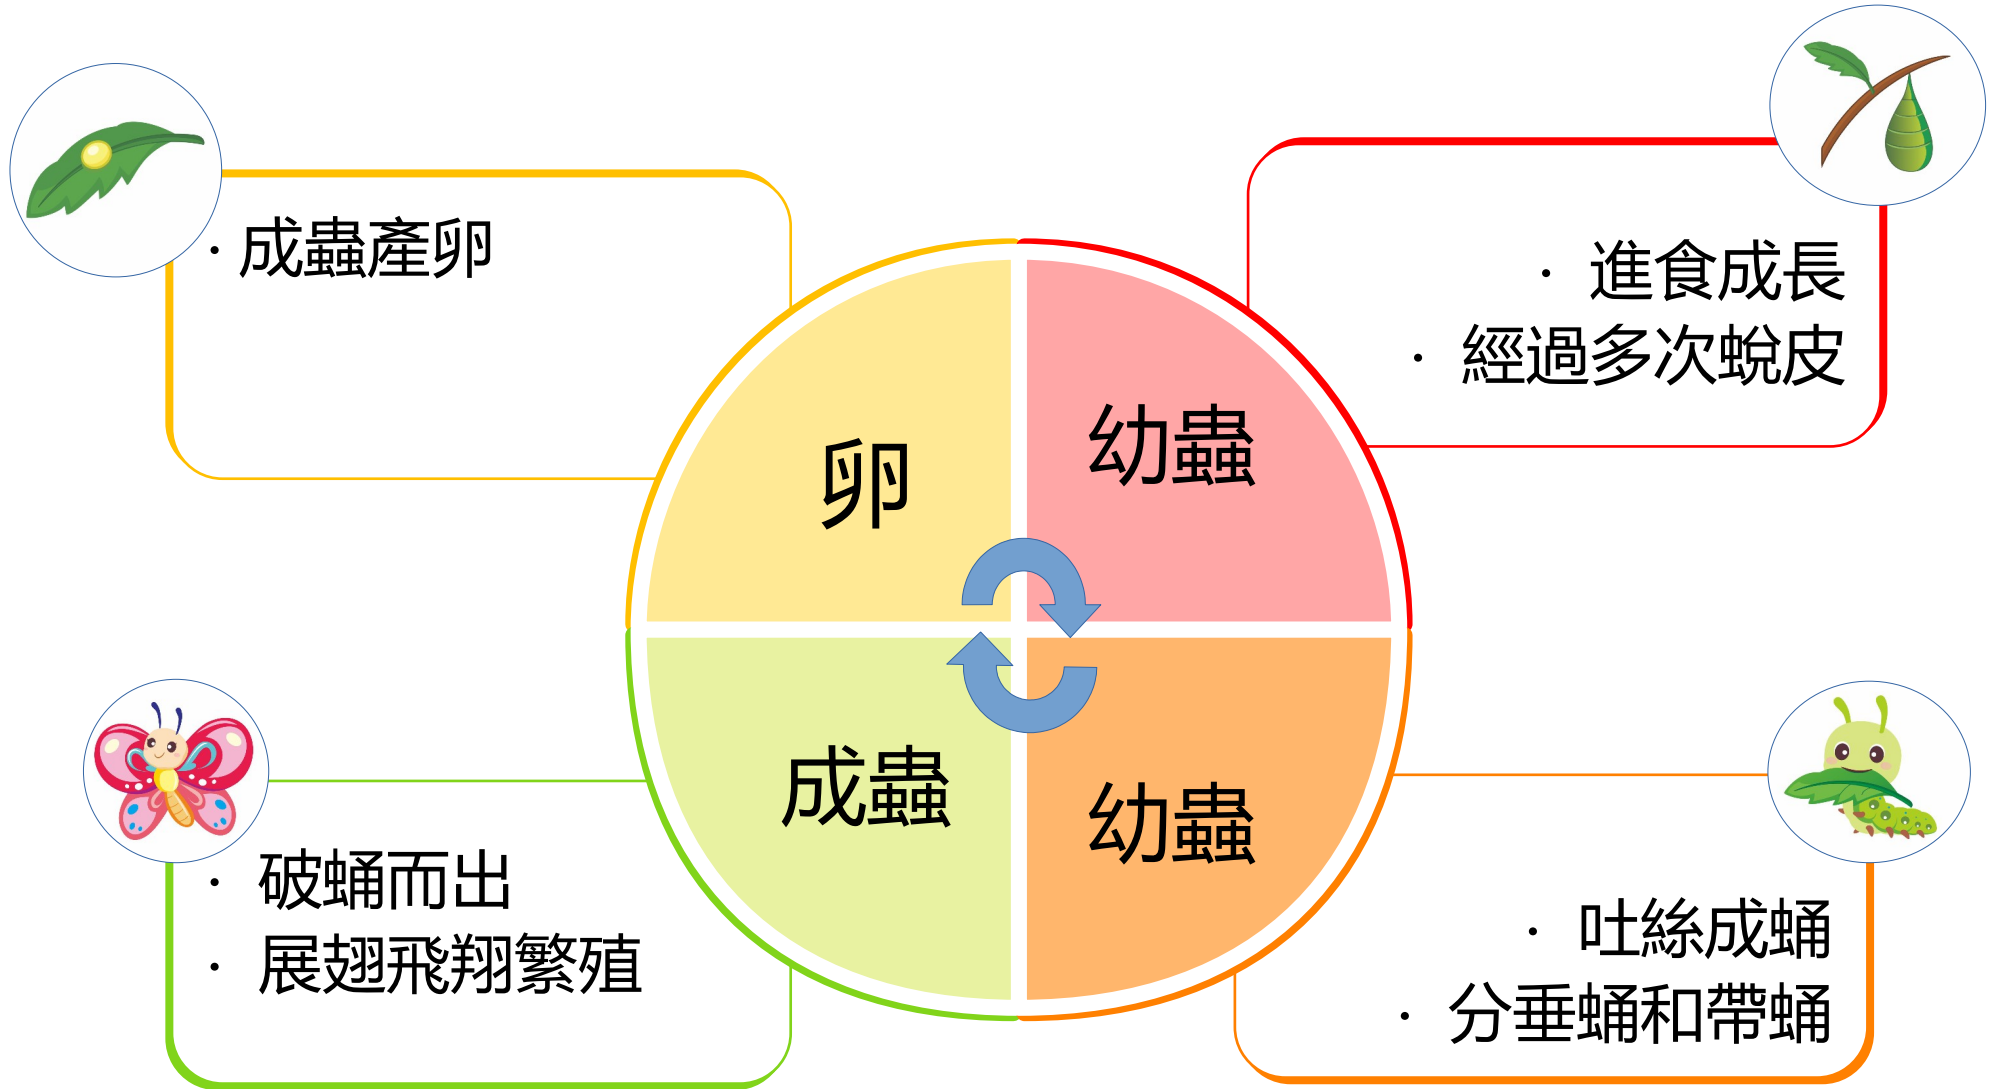 · 成蟲產卵
· 進食成長
· 經過多次蛻皮
卵
幼蟲
成蟲
幼蟲
· 破蛹而出
· 展翅飛翔繁殖
· 吐絲成蛹
· 分垂蛹和帶蛹